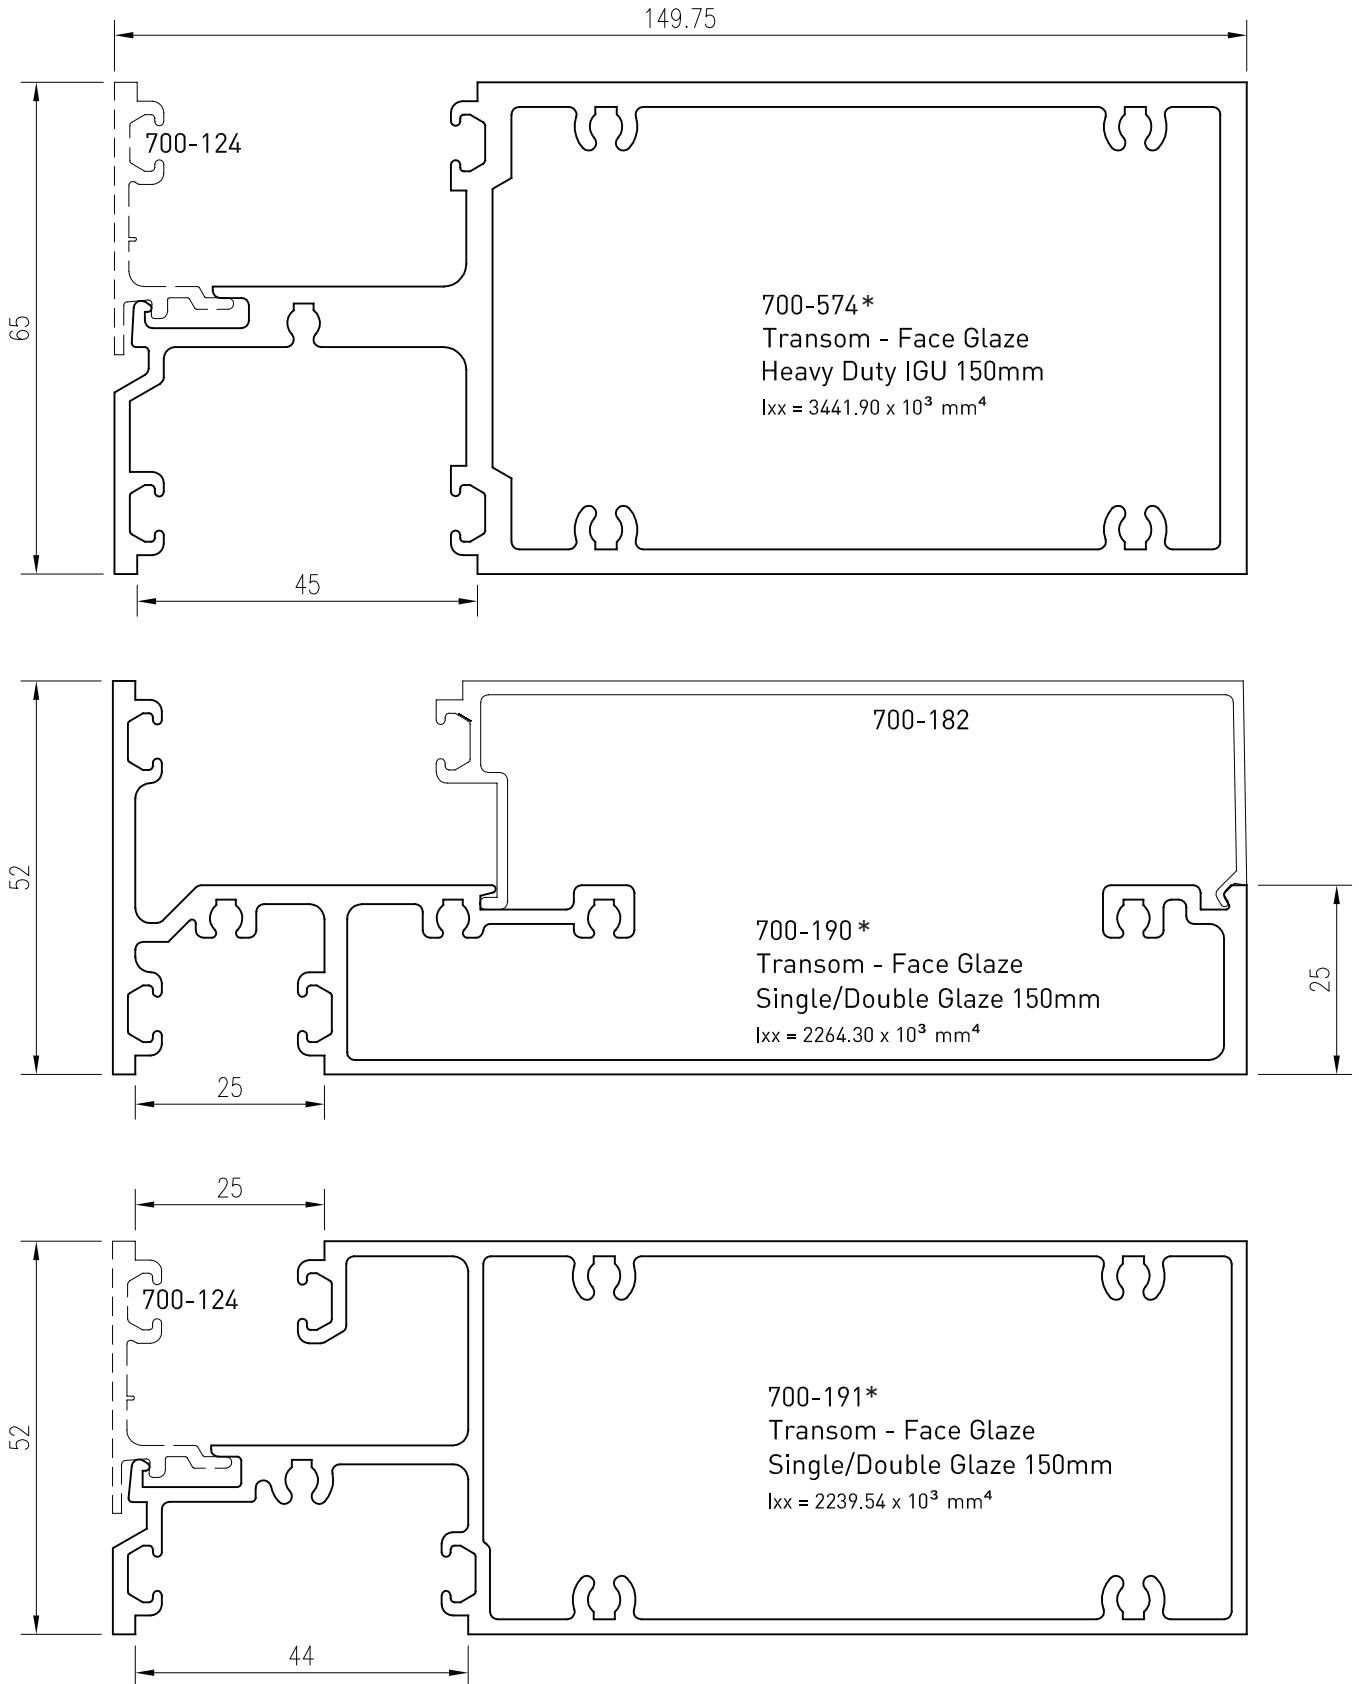 149.75
700-124
65
700-574*
Transom - Face Glaze
Heavy Duty IGU 150mm
Ixx = 3441.90 x 10³ mm⁴
45
700-182
52
700-190*
Transom - Face Glaze
Single/Double Glaze 150mm
Ixx = 2264.30 x 10³ mm⁴
25
25
25
700-124
52
700-191*
Transom - Face Glaze
Single/Double Glaze 150mm
Ixx = 2239.54 x 10³ mm⁴
44